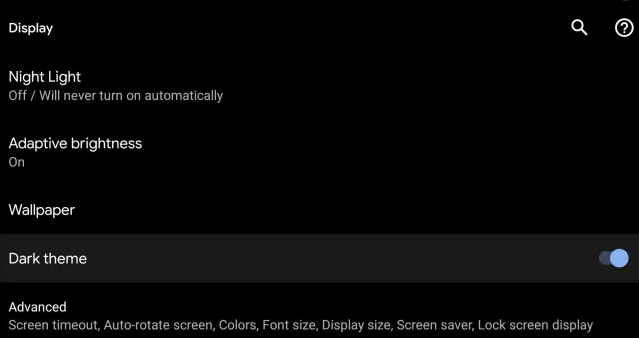 Display
Night Light
Off / Will never turn on automatically
Adaptive brightness
On
Wallpaper
Dark theme
Advanced
Screen timeout, Auto-rotate screen, Colors, Font size, Display size, Screen saver, Lock screen display